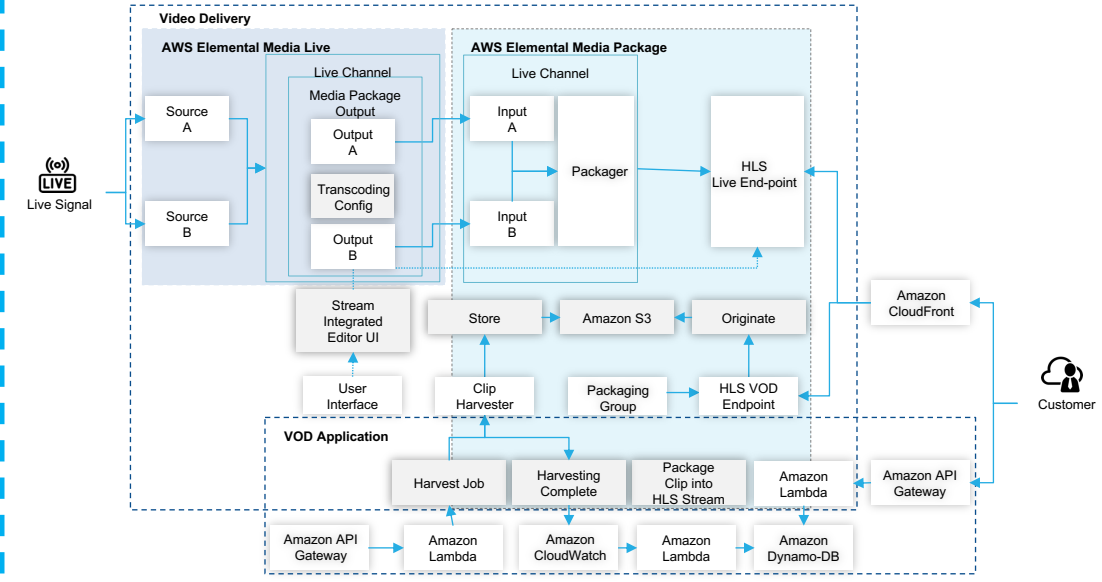 Video Delivery
AWS Elemental Media Live
AWS Elemental Media Package
Live Channel
Live Channel
Media Package
Output
Source
A
Output
A
Input
A
Transcoding
Config
Packager
HLS
Live End-point
LIVE
Live Signal
Source
B
Output
B
Input
B
Stream
Integrated
Editor UI
Store
Amazon S3
Originate
Amazon
CloudFront
User
Interface
Clip
Harvester
Packaging
Group
HLS VOD
Endpoint
Customer
VOD Application
Harvest Job
Harvesting
Complete
Package
Clip into
HLS Stream
Amazon
Lambda
Amazon API
Gateway
Amazon API
Gateway
Amazon
Lambda
Amazon
CloudWatch
Amazon
Lambda
Amazon
Dynamo-DB